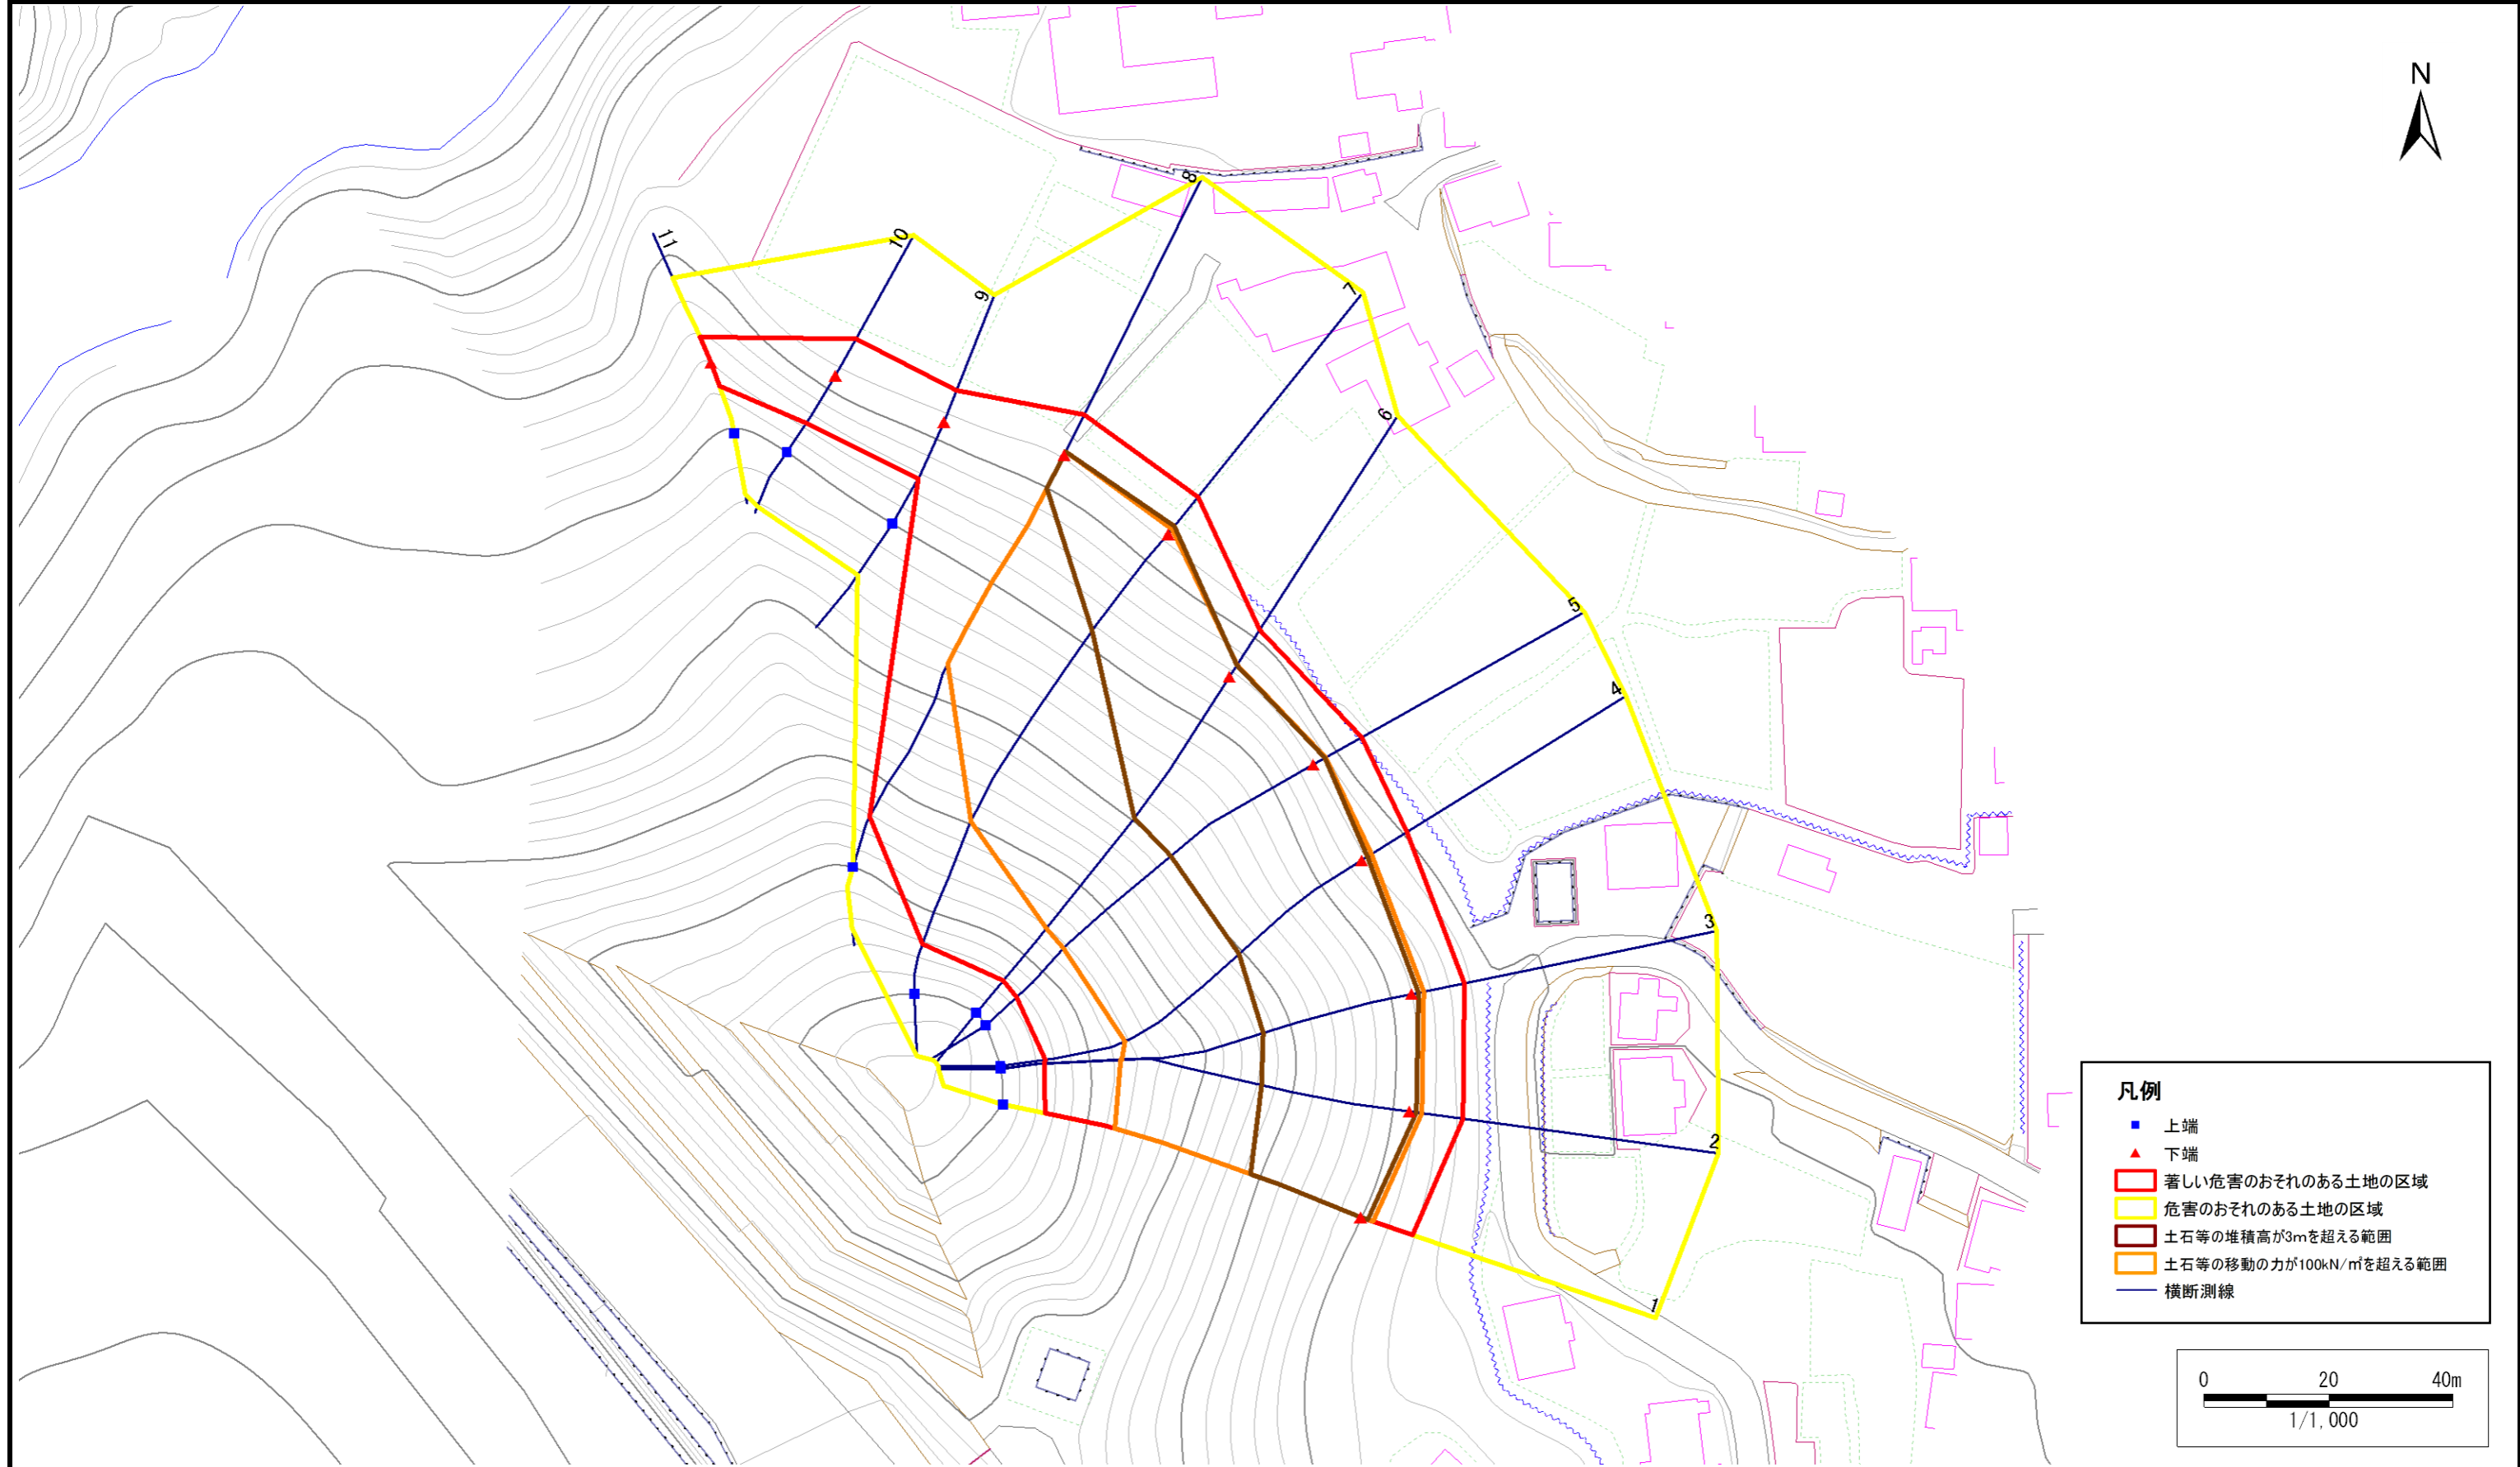 N
8
11
10
9
7
6
5
4
3
2
1
凡例
上端
下端
著しい危害のおそれのある土地の区域
危害のおそれのある土地の区域
土石等の堆積高が3mを超える範囲
土石等の移動の力が100kN/㎡を超える範囲
横断測線
0 20 40m
1/1,000